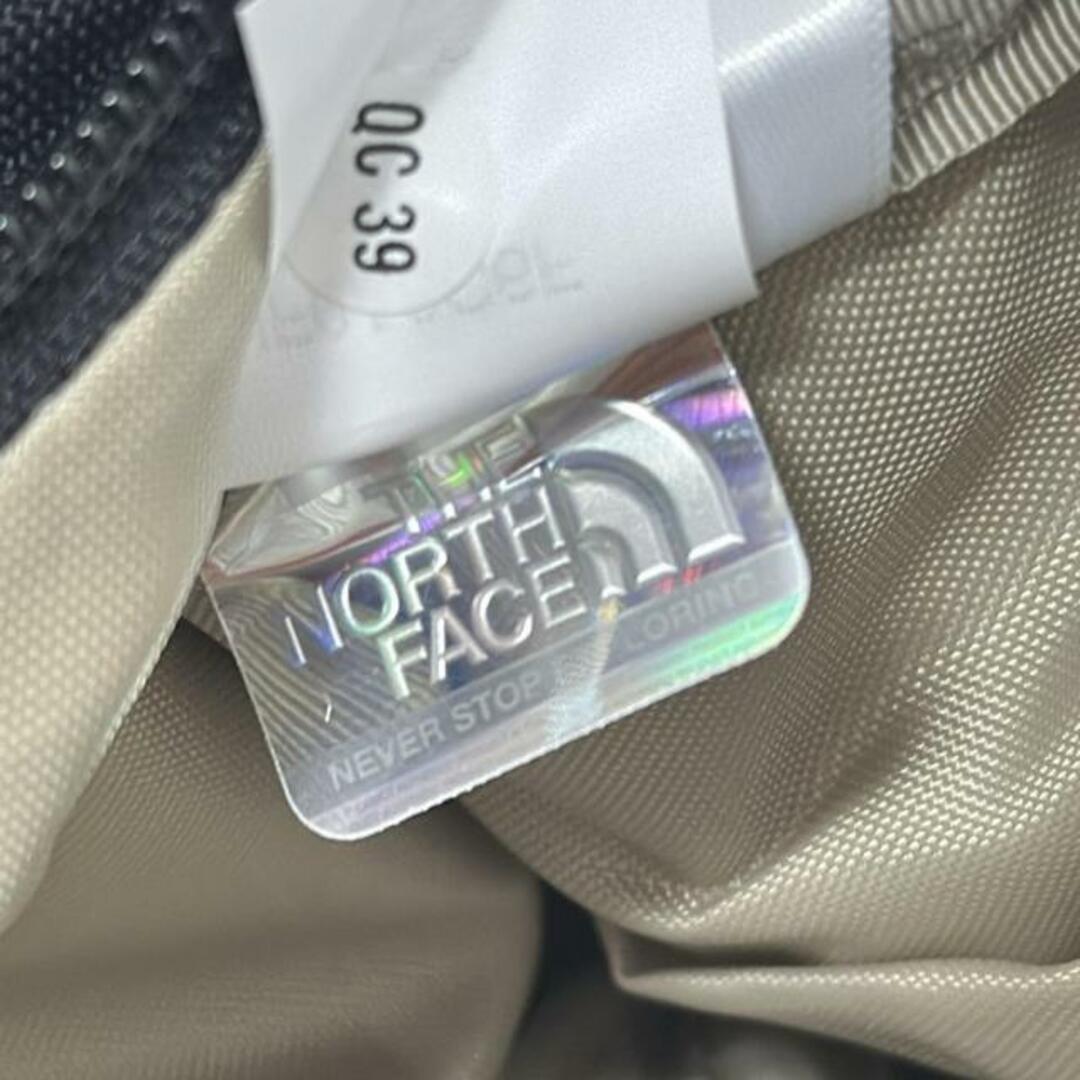 QC 39
THE
NORTH
FACE
NEVER STOP